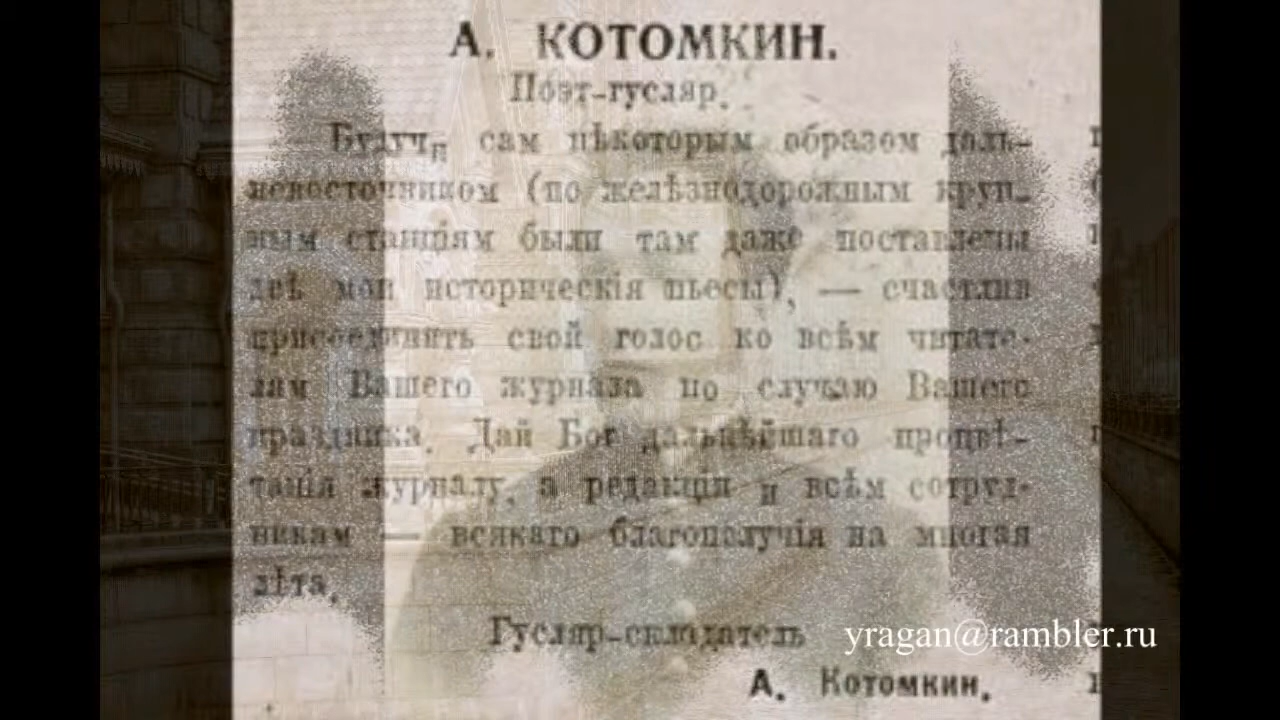 А. КОТОМКИН.
Поэт-гусляр.
Будучи сам нѣкоторым образом даль-
невосточником (по желѣзнодорожным круп-
ным станціям были там даже поставлены
двѣ мои историческія пьесы), — счастлив
присоединить свой голос ко всѣм читате-
лям Вашего журнала по случаю Вашего
праздника. Дай Бог дальнѣйшаго процвѣ-
танія журналу, а редакціи и всѣм сотруд-
никам — всякаго благополучія на многая
лѣта.
Гусляр-складатель
А. Котомкин.
yragan@rambler.ru